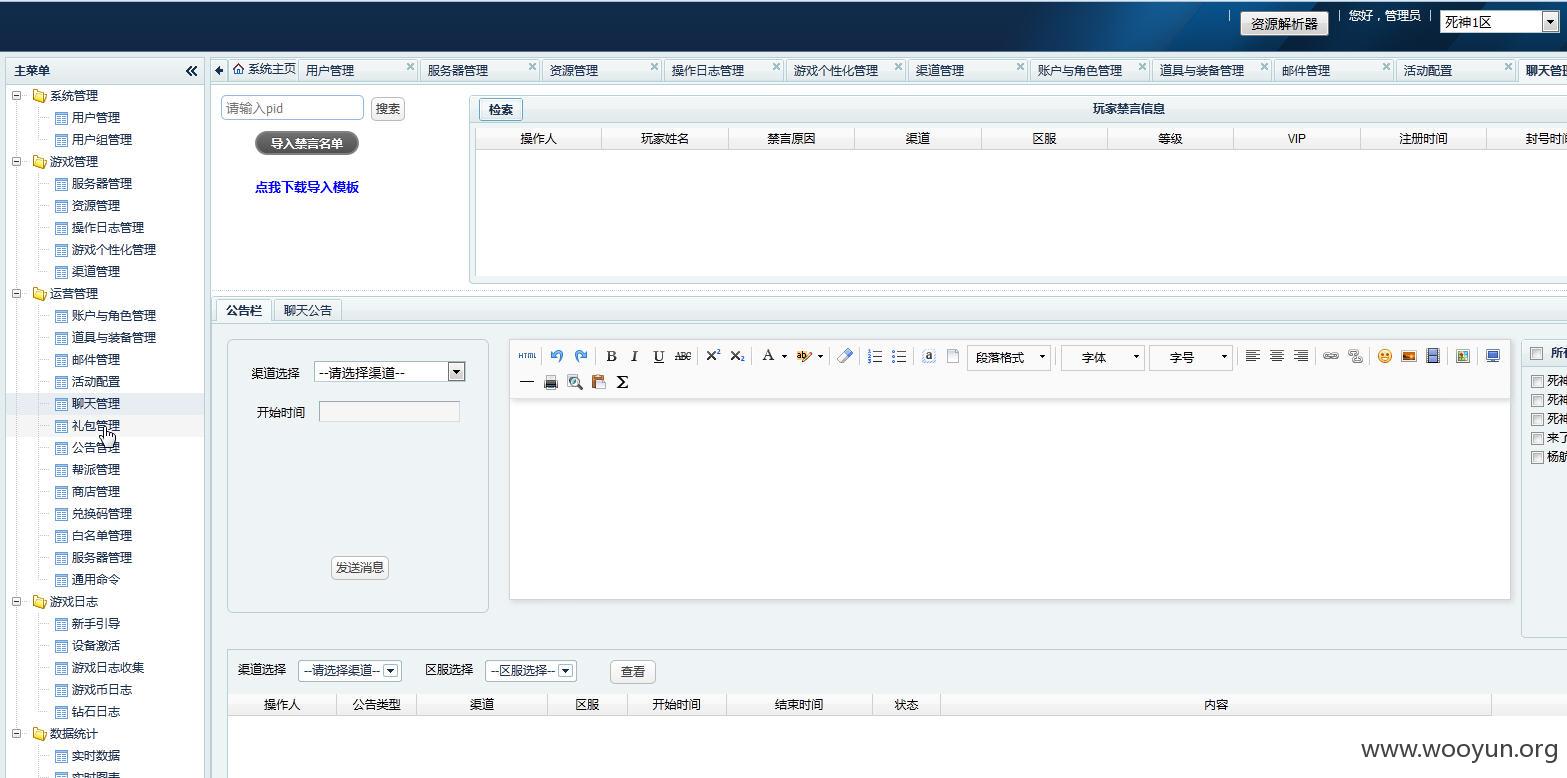 资源解析器
您好，管理员
死神1区
主菜单
系统管理
用户管理
用户组管理
游戏管理
服务器管理
资源管理
操作日志管理
游戏个性化管理
渠道管理
运营管理
账户与角色管理
道具与装备管理
邮件管理
活动配置
聊天管理
礼包管理
公告管理
帮派管理
商店管理
兑换码管理
白名单管理
服务器管理
通用命令
游戏日志
新手引导
设备激活
游戏日志收集
游戏币日志
钻石日志
数据统计
实时数据
实时图表
系统主页 用户管理 服务器管理 资源管理 操作日志管理 游戏个性化管理 渠道管理 账户与角色管理 道具与装备管理 邮件管理 活动配置 聊天管理
请输入pid 搜索
导入禁言名单
点我下载导入模板
检索 玩家禁言信息
操作人 玩家姓名 禁言原因 渠道 区服 等级 VIP 注册时间 封号时间
公告栏 聊天公告
渠道选择 --请选择渠道--
开始时间
发送消息
HTML B I U ABC X² X₂ A ab a 段落格式 字体 字号
Σ
所有
死神
死神
死神
来了
杨航
渠道选择 --请选择渠道-- 区服选择 --区服选择-- 查看
操作人 公告类型 渠道 区服 开始时间 结束时间 状态 内容
www.wooyun.org